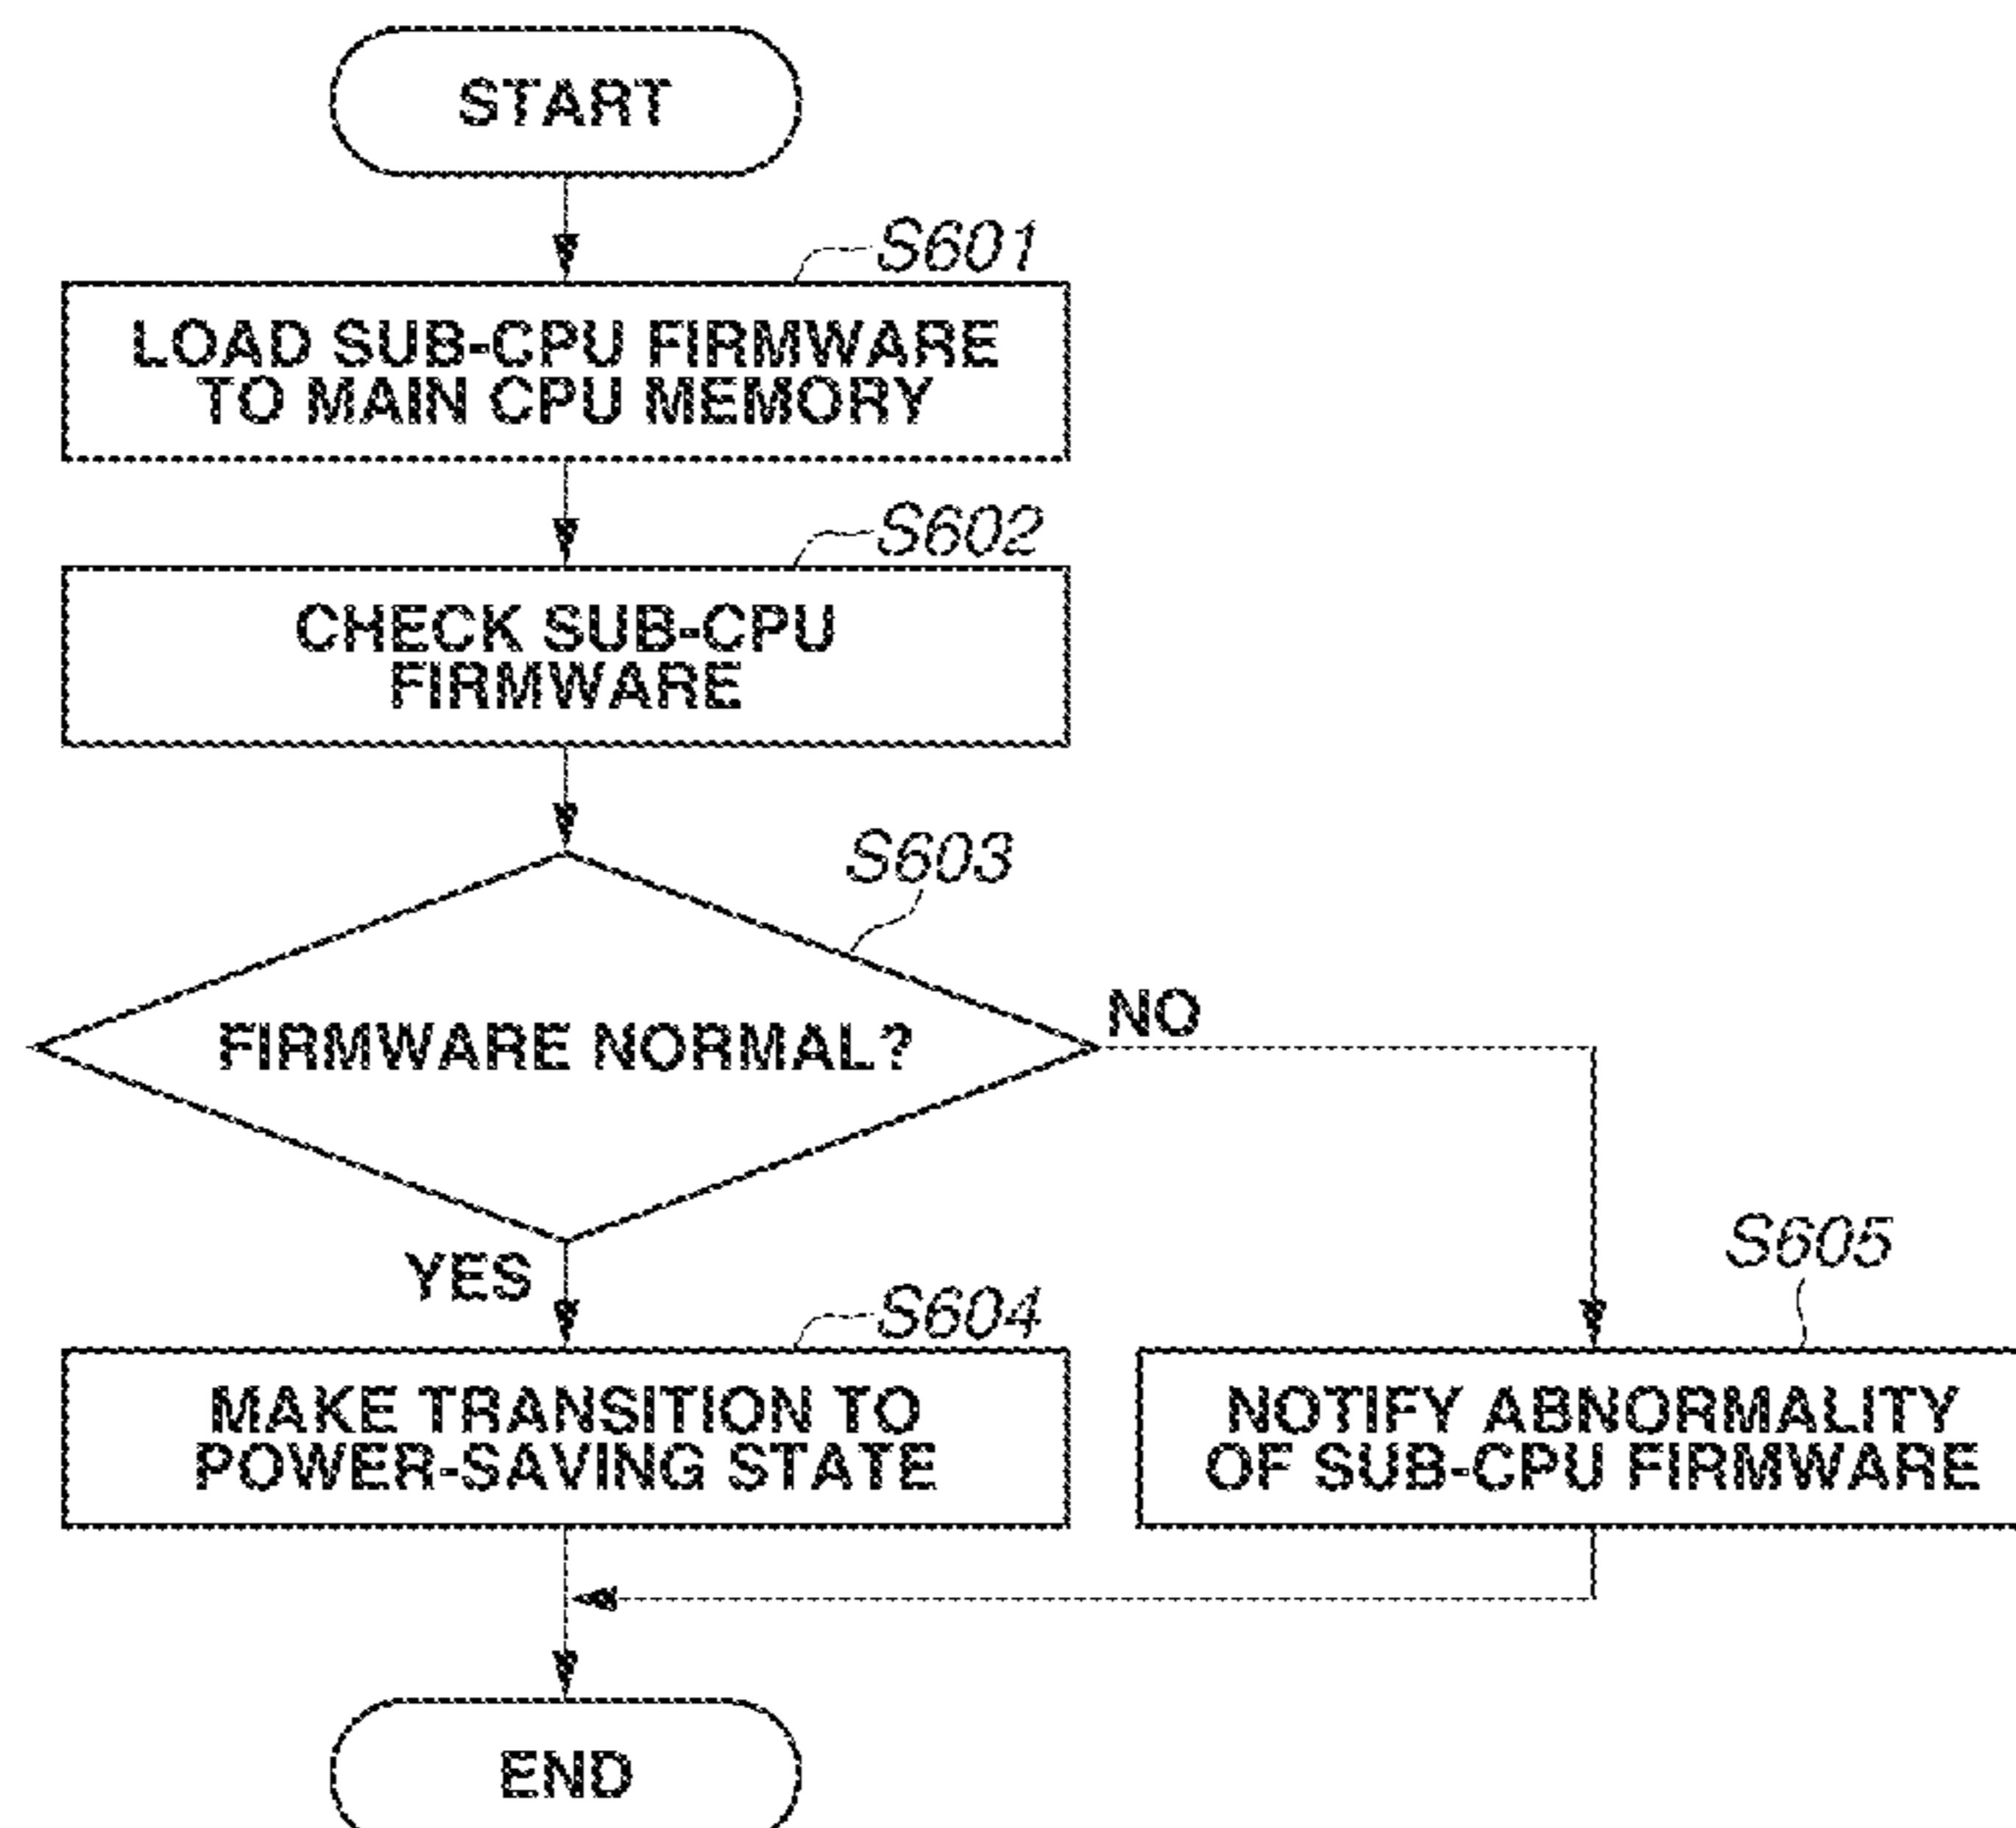 START
S601
LOAD SUB-CPU FIRMWARE
TO MAIN CPU MEMORY
S602
CHECK SUB-CPU
FIRMWARE
S603
FIRMWARE NORMAL?
NO
YES
S604
MAKE TRANSITION TO
POWER-SAVING STATE
S605
NOTIFY ABNORMALITY
OF SUB-CPU FIRMWARE
END